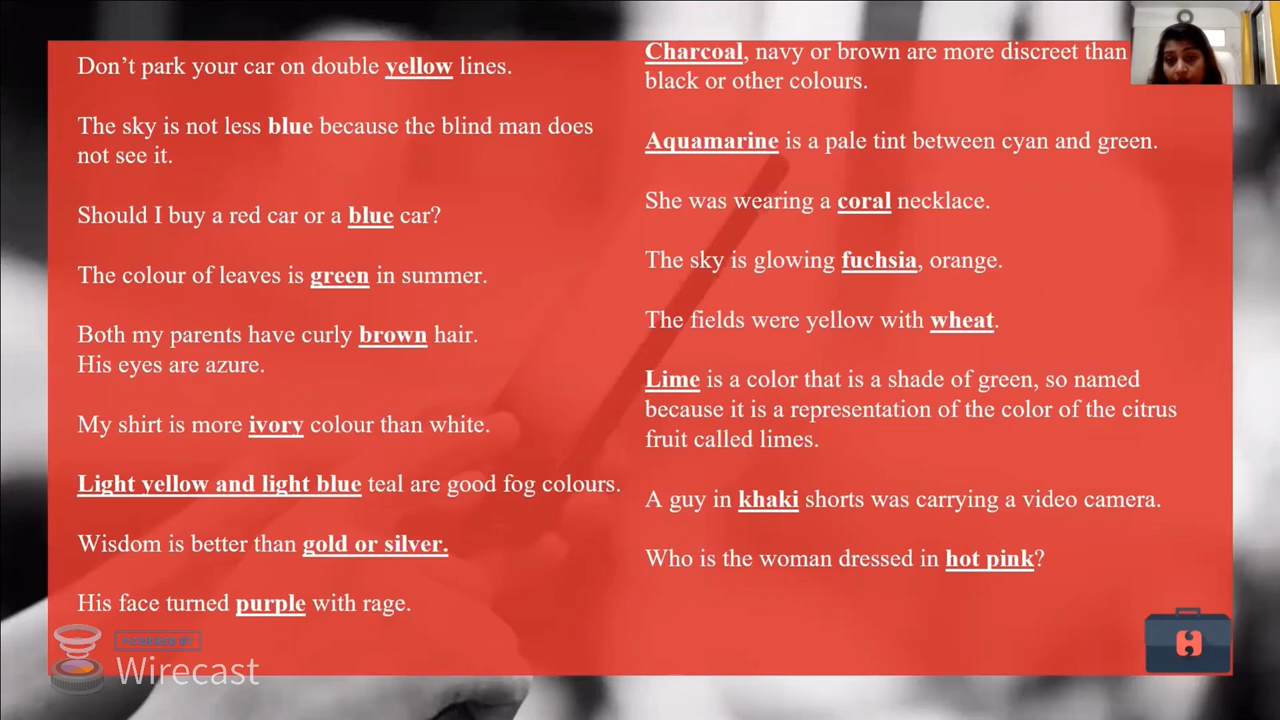 Don’t park your car on double yellow lines.
The sky is not less blue because the blind man does
not see it.
Should I buy a red car or a blue car?
The colour of leaves is green in summer.
Both my parents have curly brown hair.
His eyes are azure.
My shirt is more ivory colour than white.
Light yellow and light blue teal are good fog colours.
Wisdom is better than gold or silver.
His face turned purple with rage.
Charcoal, navy or brown are more discreet than
black or other colours.
Aquamarine is a pale tint between cyan and green.
She was wearing a coral necklace.
The sky is glowing fuchsia, orange.
The fields were yellow with wheat.
Lime is a color that is a shade of green, so named
because it is a representation of the color of the citrus
fruit called limes.
A guy in khaki shorts was carrying a video camera.
Who is the woman dressed in hot pink?
POWERED BY
Wirecast